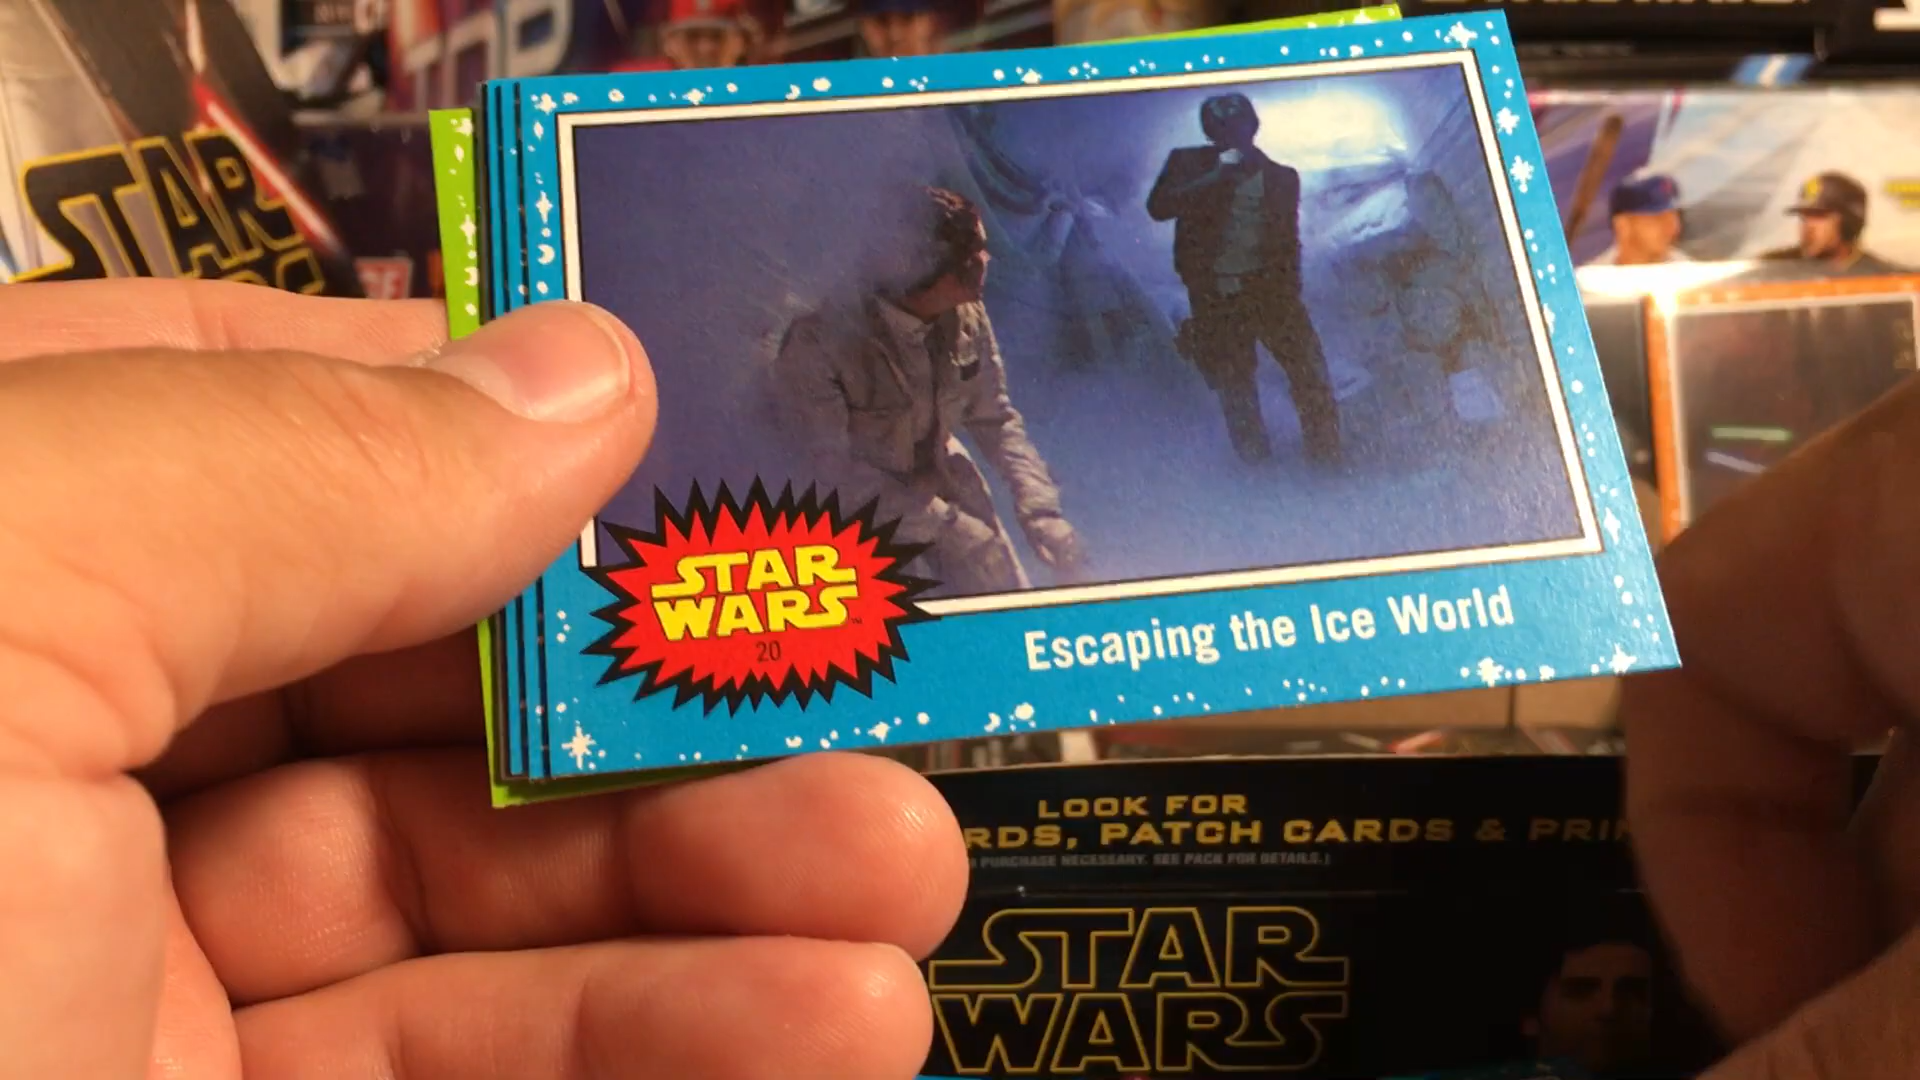 STAR
STAR
WARS
TM
20
Escaping the Ice World
LOOK FOR
RDS, PATCH CARDS & PRI
PURCHASE NECESSARY. SEE PACK FOR DETAILS.
STAR
WARS